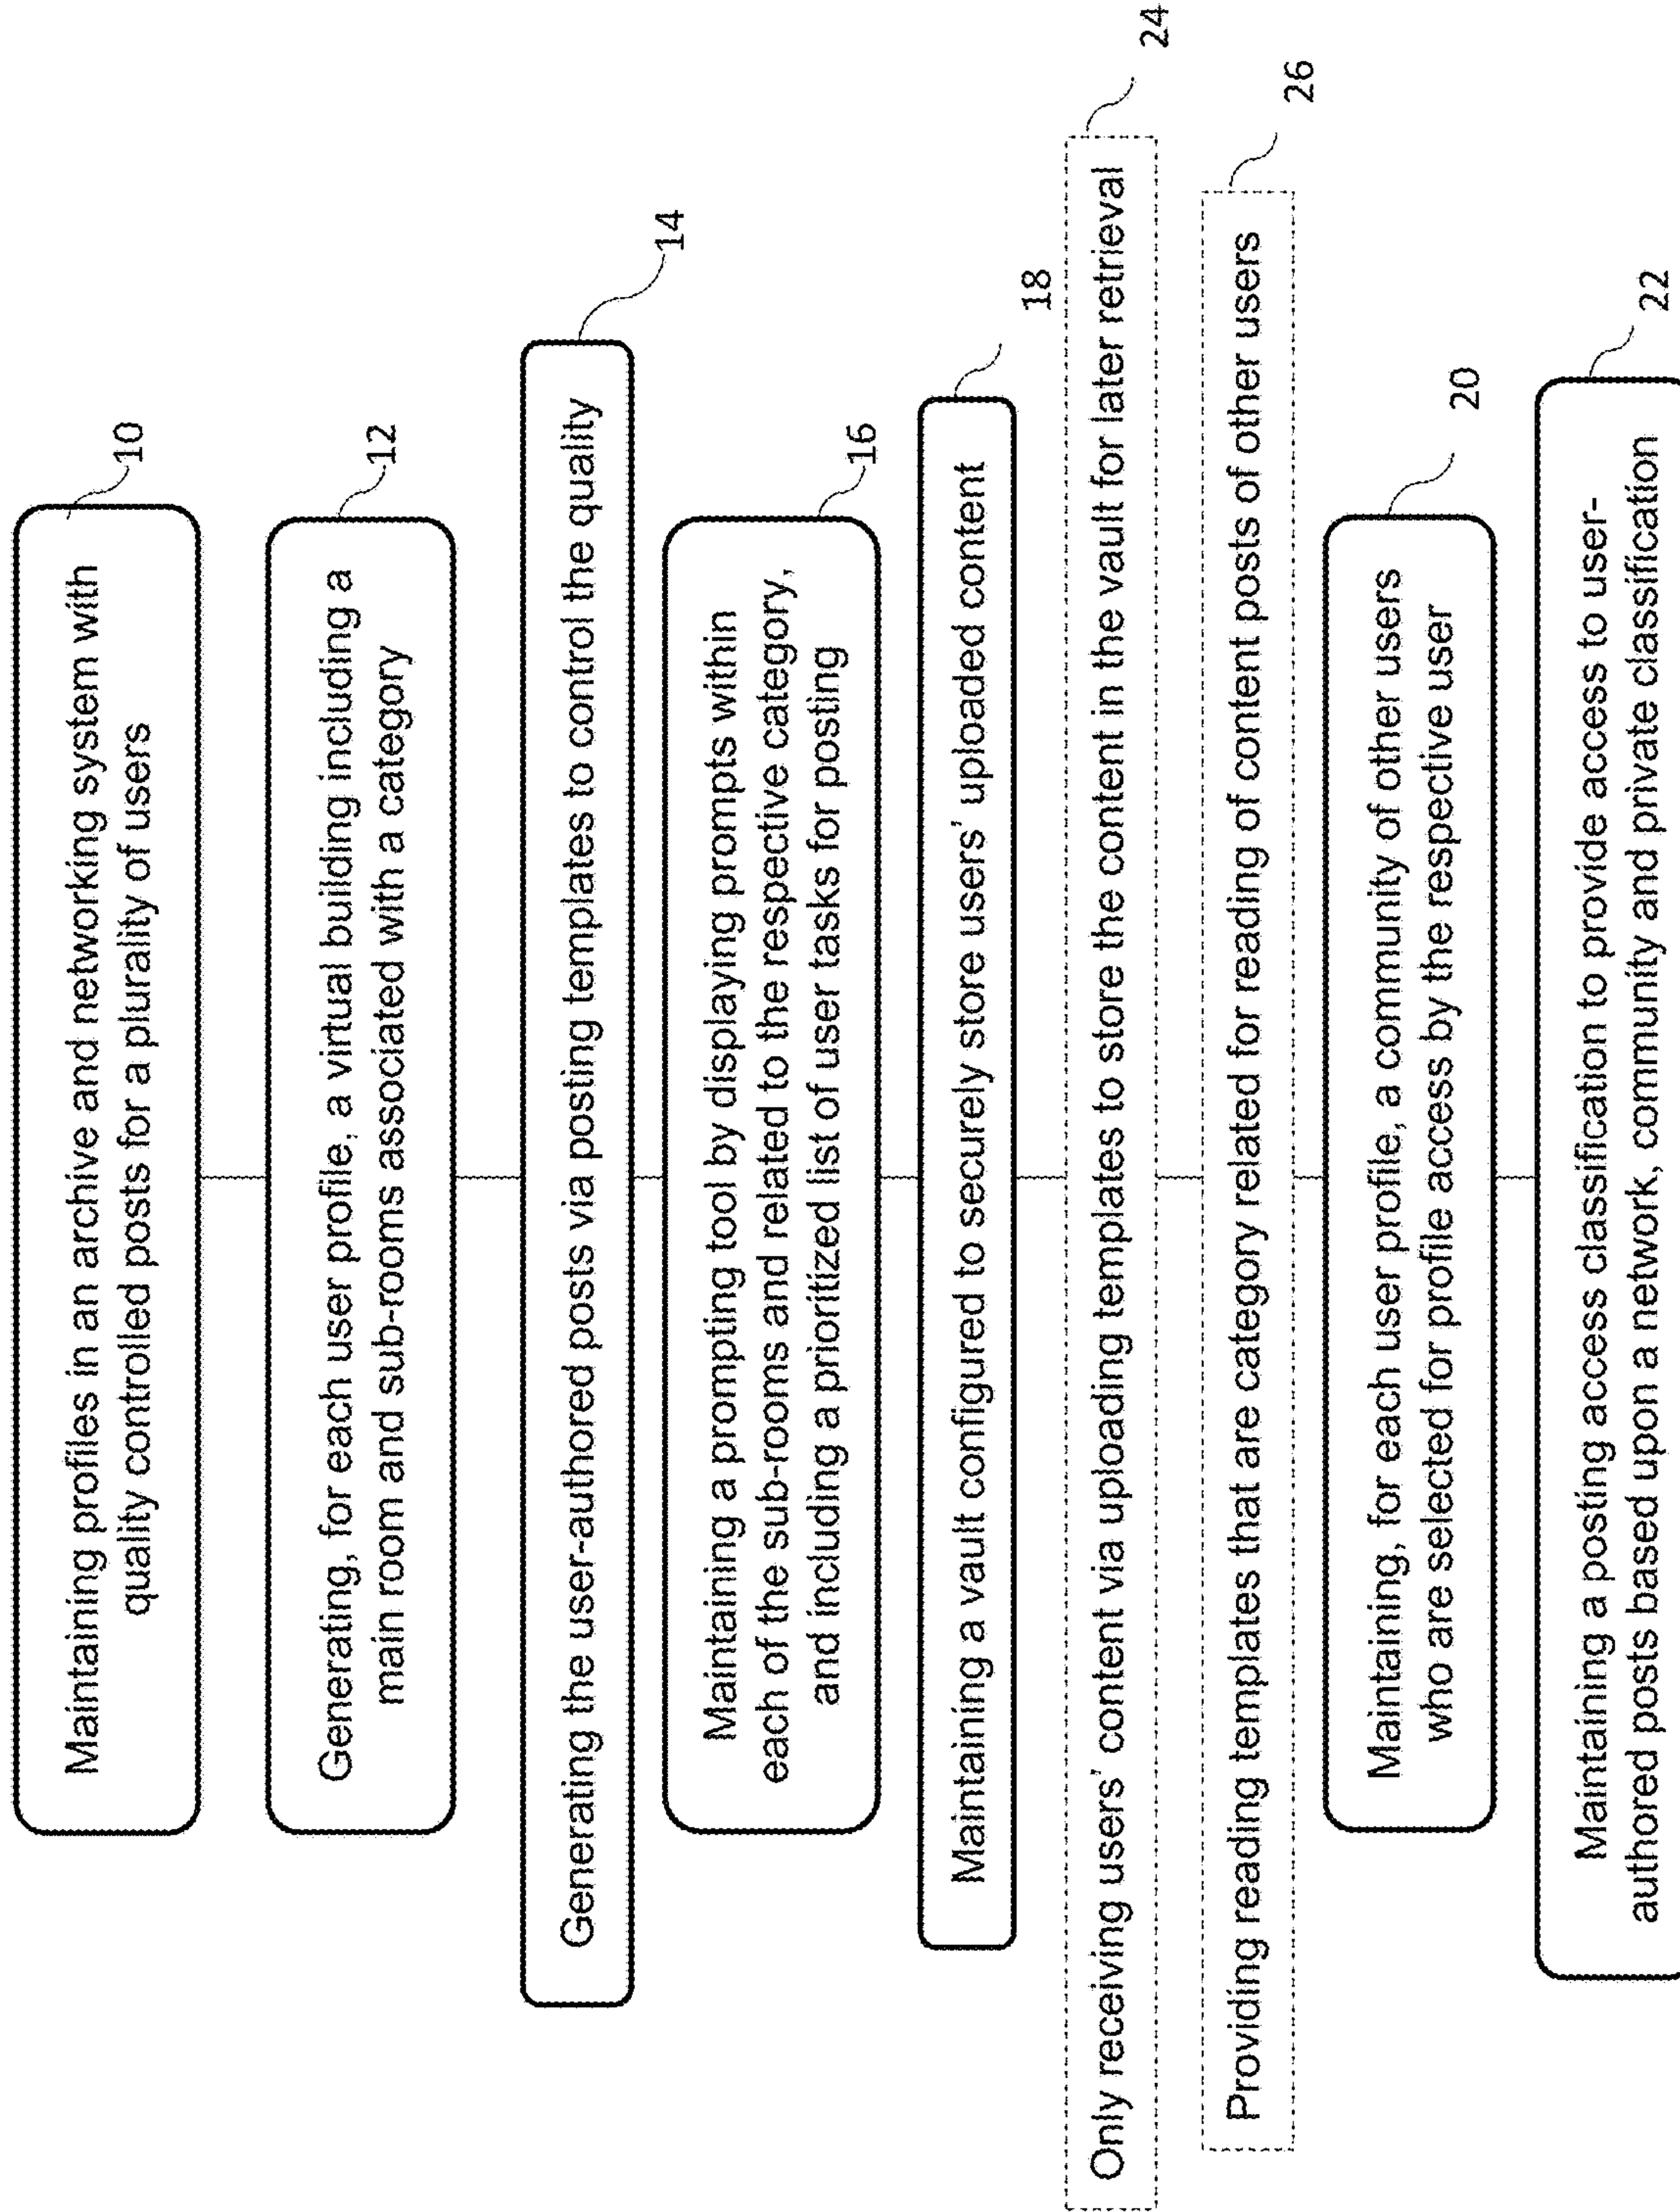 Maintaining profiles in an archive and networking system with
quality controlled posts for a plurality of users
10
Generating, for each user profile, a virtual building including a
main room and sub-rooms associated with a category
12
Generating the user-authored posts via posting templates to control the quality
14
Maintaining a prompting tool by displaying prompts within
each of the sub-rooms and related to the respective category,
and including a prioritized list of user tasks for posting
16
Maintaining a vault configured to securely store users' uploaded content
18
Only receiving users' content via uploading templates to store the content in the vault for later retrieval
24
Providing reading templates that are category related for reading of content posts of other users
26
Maintaining, for each user profile, a community of other users
who are selected for profile access by the respective user
20
Maintaining a posting access classification to provide access to user-
authored posts based upon a network, community and private classification
22